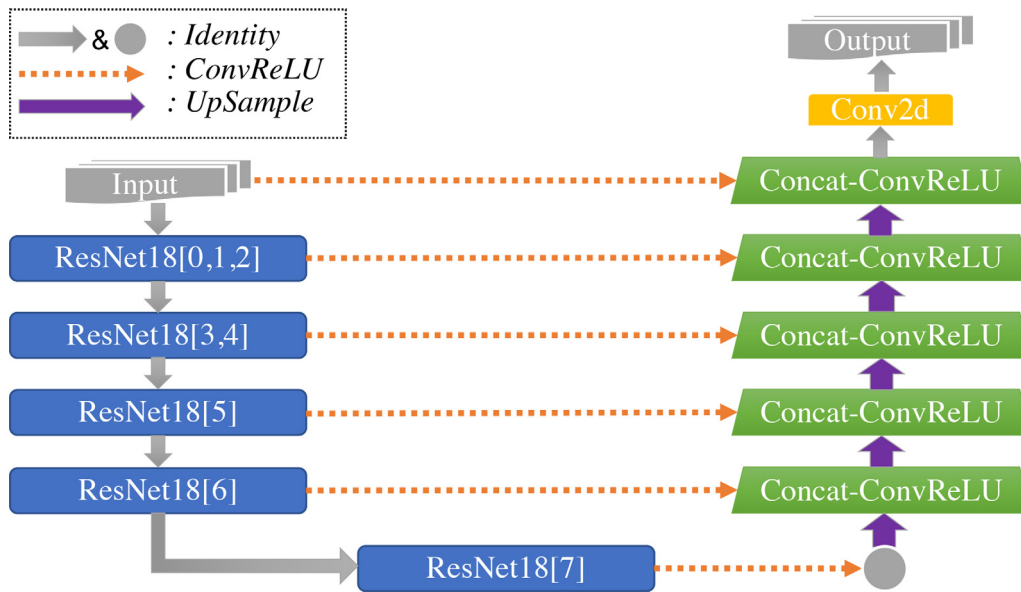 & : Identity
: ConvReLU
: UpSample
Output
Conv2d
Input
Concat-ConvReLU
ResNet18[0,1,2]
Concat-ConvReLU
ResNet18[3,4]
Concat-ConvReLU
ResNet18[5]
Concat-ConvReLU
ResNet18[6]
Concat-ConvReLU
ResNet18[7]